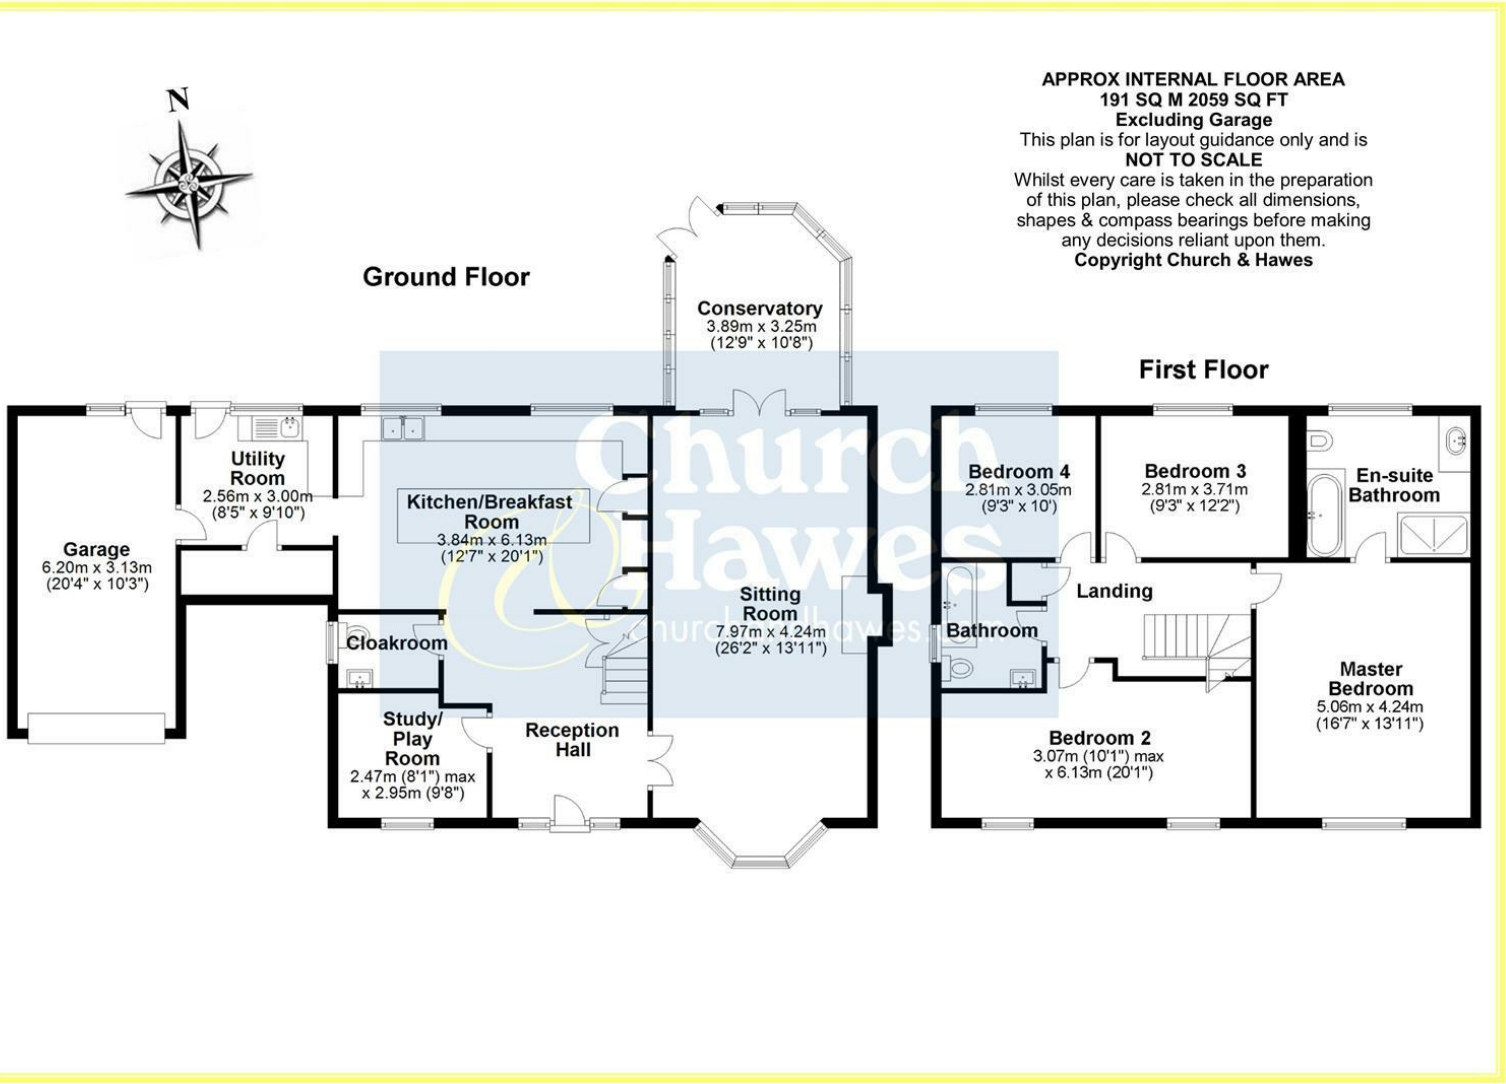 N
APPROX INTERNAL FLOOR AREA
191 SQ M 2059 SQ FT
Excluding Garage
This plan is for layout guidance only and is
NOT TO SCALE
Whilst every care is taken in the preparation
of this plan, please check all dimensions,
shapes & compass bearings before making
any decisions reliant upon them.
Copyright Church & Hawes
Ground Floor
Conservatory
3.89m x 3.25m
(12'9" x 10'8")
Utility
Room
2.56m x 3.00m
(8'5" x 9'10")
Kitchen/Breakfast
Room
3.84m x 6.13m
(12'7" x 20'1")
Garage
6.20m x 3.13m
(20'4" x 10'3")
Sitting
Room
7.97m x 4.24m
(26'2" x 13'11")
Cloakroom
Study/
Play
Room
2.47m (8'1") max
x 2.95m (9'8")
Reception
Hall
First Floor
Bedroom 4
2.81m x 3.05m
(9'3" x 10')
Bedroom 3
2.81m x 3.71m
(9'3" x 12'2")
En-suite
Bathroom
Landing
Bathroom
Master
Bedroom
5.06m x 4.24m
(16'7" x 13'11")
Bedroom 2
3.07m (10'1") max
x 6.13m (20'1")
Church
& Hawes